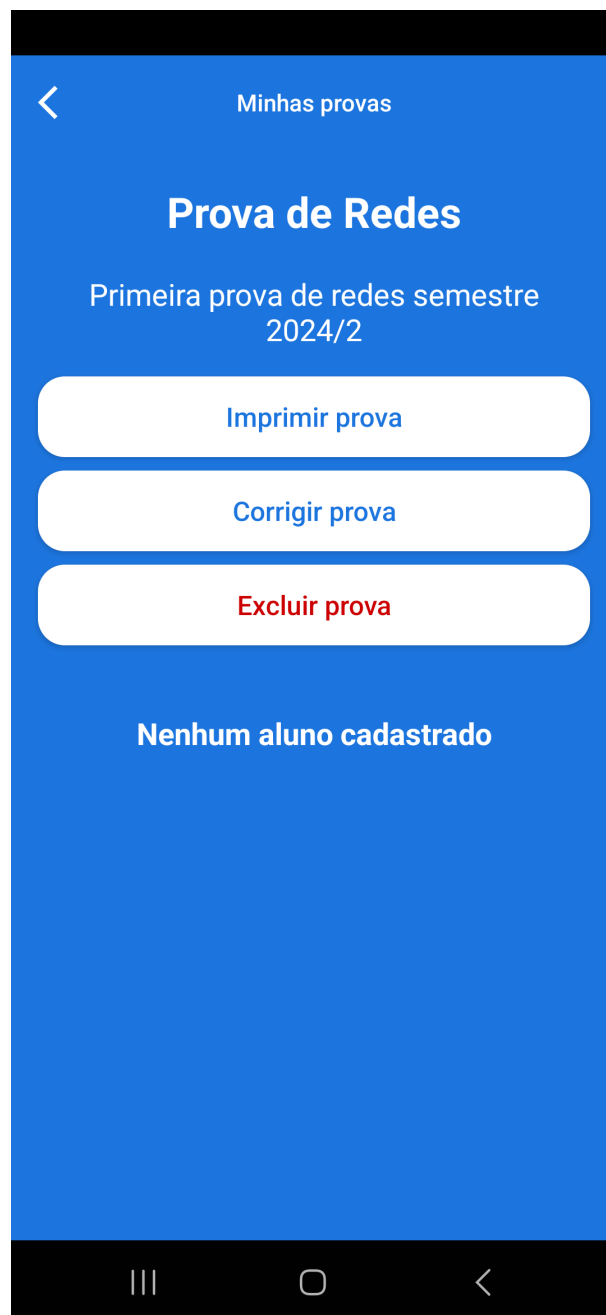 Minhas provas
Prova de Redes
Primeira prova de redes semestre
2024/2
Imprimir prova
Corrigir prova
Excluir prova
Nenhum aluno cadastrado